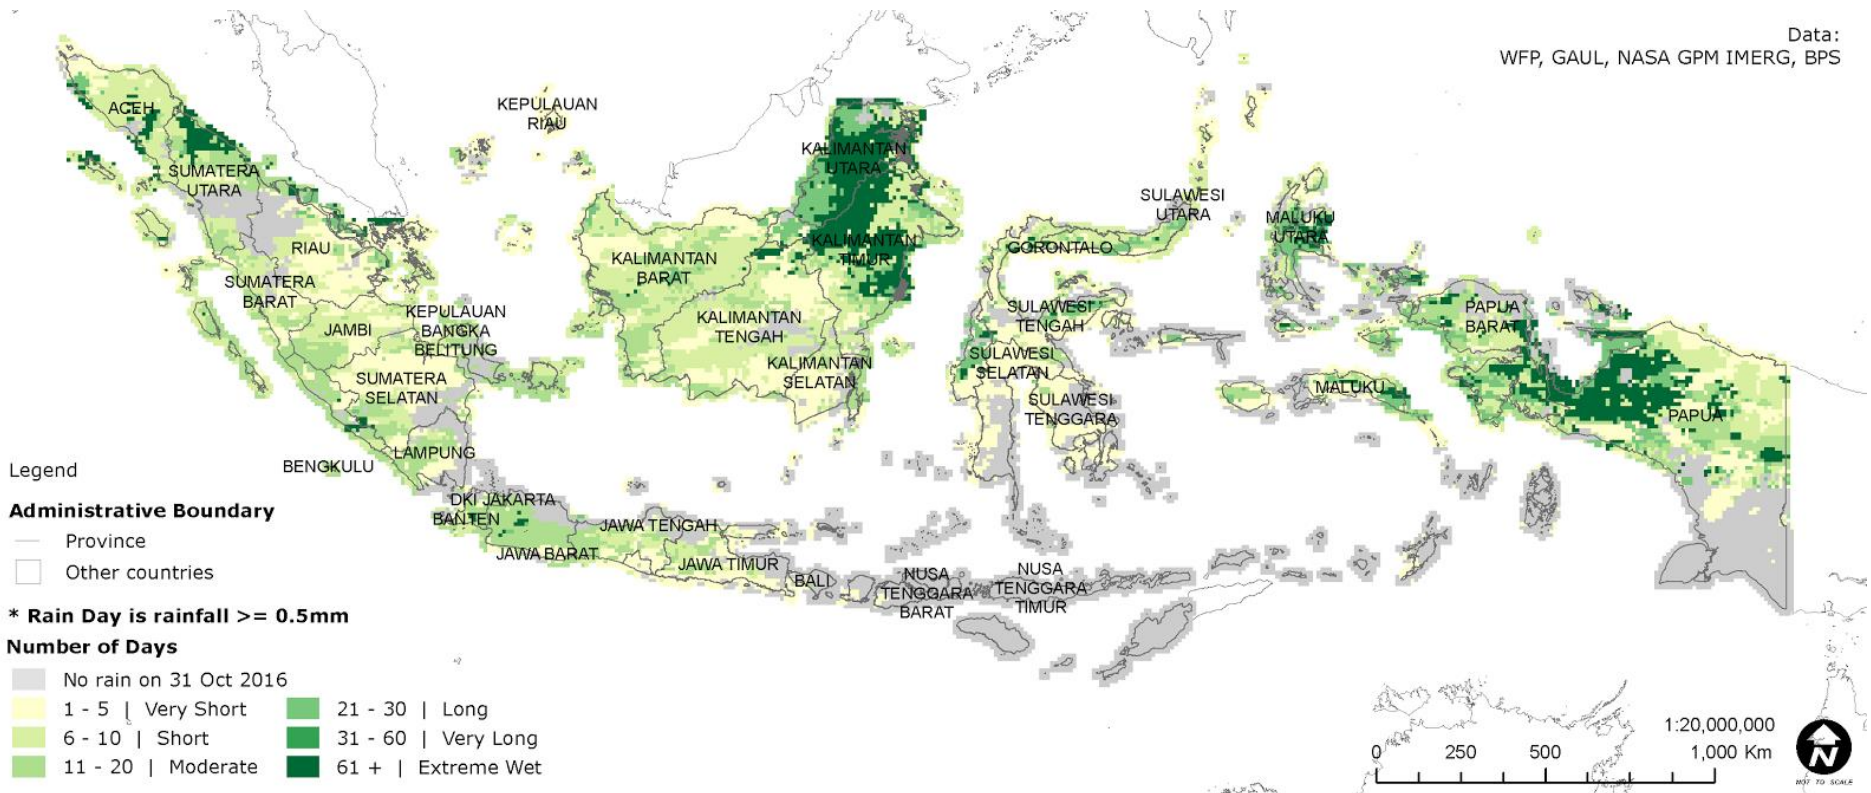 Data:
WFP, GAUL, NASA GPM IMERG, BPS
KEPULAUAN
RIAU
ACEH
KALIMANTAN
UTARA
SUMATERA
UTARA
SULAWESI
UTARA
MALUKU
UTARA
RIAU
KALIMANTAN
TIMUR
GORONTALO
KALIMANTAN
BARAT
SUMATERA
BARAT
KEPULAUAN
BANGKA
BELITUNG
JAMBI
KALIMANTAN
TENGAH
SULAWESI
TENGAH
PAPUA
BARAT
SUMATERA
SELATAN
KALIMANTAN
SELATAN
SULAWESI
SELATAN
SULAWESI
TENGGARA
MALUKU
PAPUA
LAMPUNG
BENGKULU
DKI JAKARTA
BANTEN
JAWA TENGAH
JAWA BARAT
JAWA TIMUR
BALI
NUSA
TENGGARA
BARAT
NUSA
TENGGARA
TIMUR
Legend
Administrative Boundary
Province
Other countries
* Rain Day is rainfall >= 0.5mm
Number of Days
No rain on 31 Oct 2016
1 - 5 | Very Short
6 - 10 | Short
11 - 20 | Moderate
21 - 30 | Long
31 - 60 | Very Long
61 + | Extreme Wet
1:20,000,000
0 250 500 1,000 Km
N
NOT TO SCALE